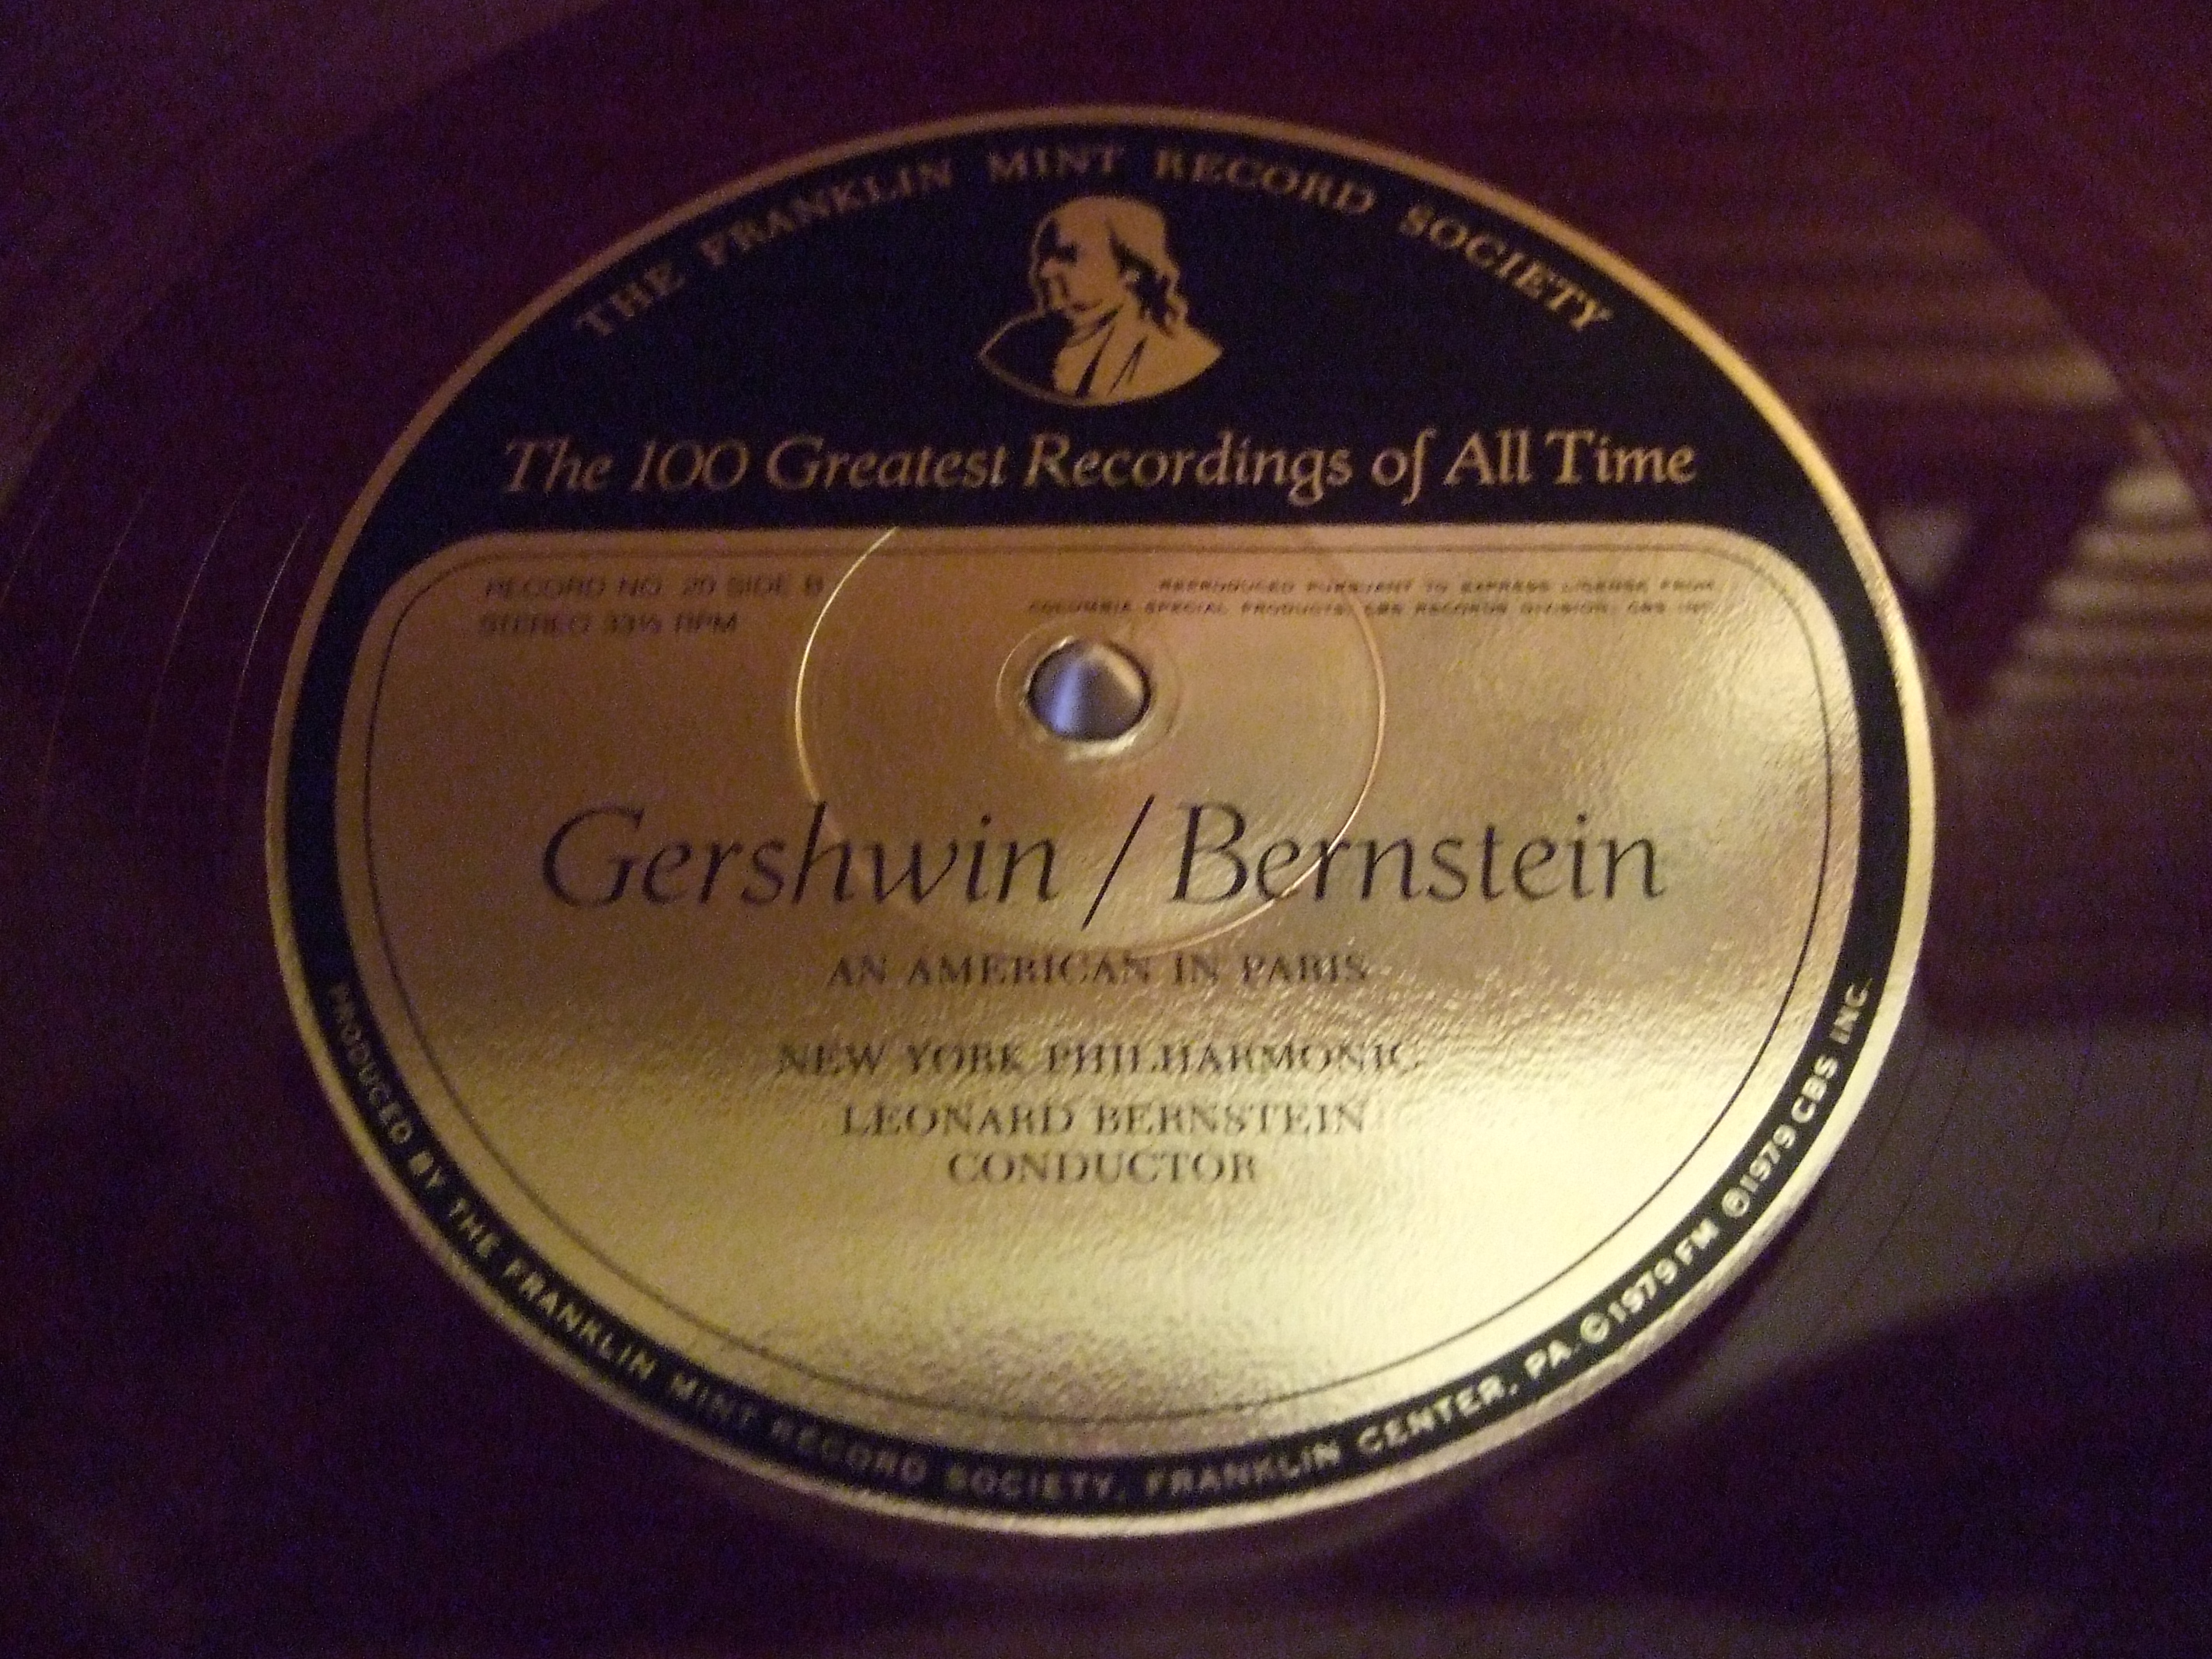 THE FRANKLIN MINT RECORD SOCIETY
The 100 Greatest Recordings of All Time
RECORD NO. 20 SIDE B
STEREO 33⅓ RPM
REPRODUCED PURSUANT TO EXPRESS LICENSE FROM
COLUMBIA SPECIAL PRODUCTS, CBS RECORDS DIVISION, CBS INC.
Gershwin / Bernstein
AN AMERICAN IN PARIS
NEW YORK PHILHARMONIC
LEONARD BERNSTEIN
CONDUCTOR
PRODUCED BY THE FRANKLIN MINT RECORD SOCIETY, FRANKLIN CENTER, PA. © 1979 FM ℗ 1979 CBS INC.